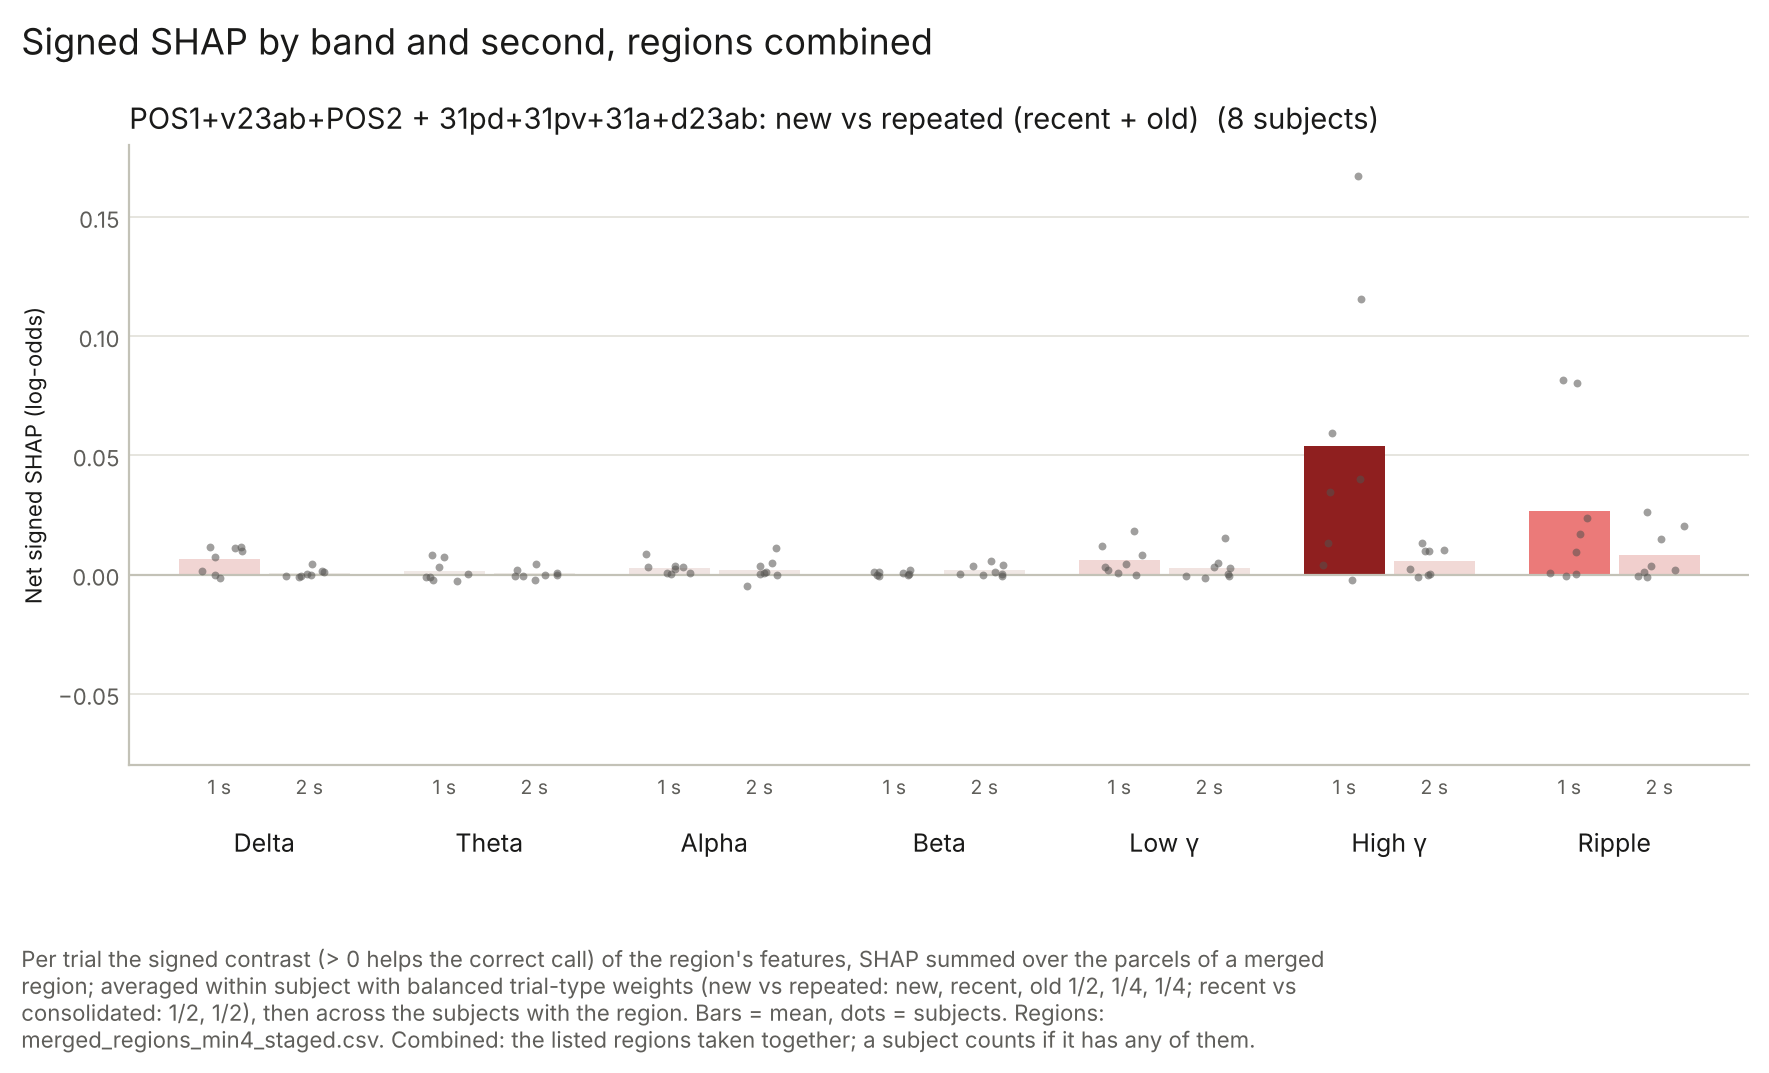 Signed SHAP by band and second, regions combined
POS1+v23ab+POS2 + 31pd+31pv+31a+d23ab: new vs repeated (recent + old) (8 subjects)
Net signed SHAP (log-odds)
0.15
0.10
0.05
0.00
−0.05
1 s 2 s 1 s 2 s 1 s 2 s 1 s 2 s 1 s 2 s 1 s 2 s 1 s 2 s
Delta Theta Alpha Beta Low γ High γ Ripple
Per trial the signed contrast (> 0 helps the correct call) of the region's features, SHAP summed over the parcels of a merged
region; averaged within subject with balanced trial-type weights (new vs repeated: new, recent, old 1/2, 1/4, 1/4; recent vs
consolidated: 1/2, 1/2), then across the subjects with the region. Bars = mean, dots = subjects. Regions:
merged_regions_min4_staged.csv. Combined: the listed regions taken together; a subject counts if it has any of them.